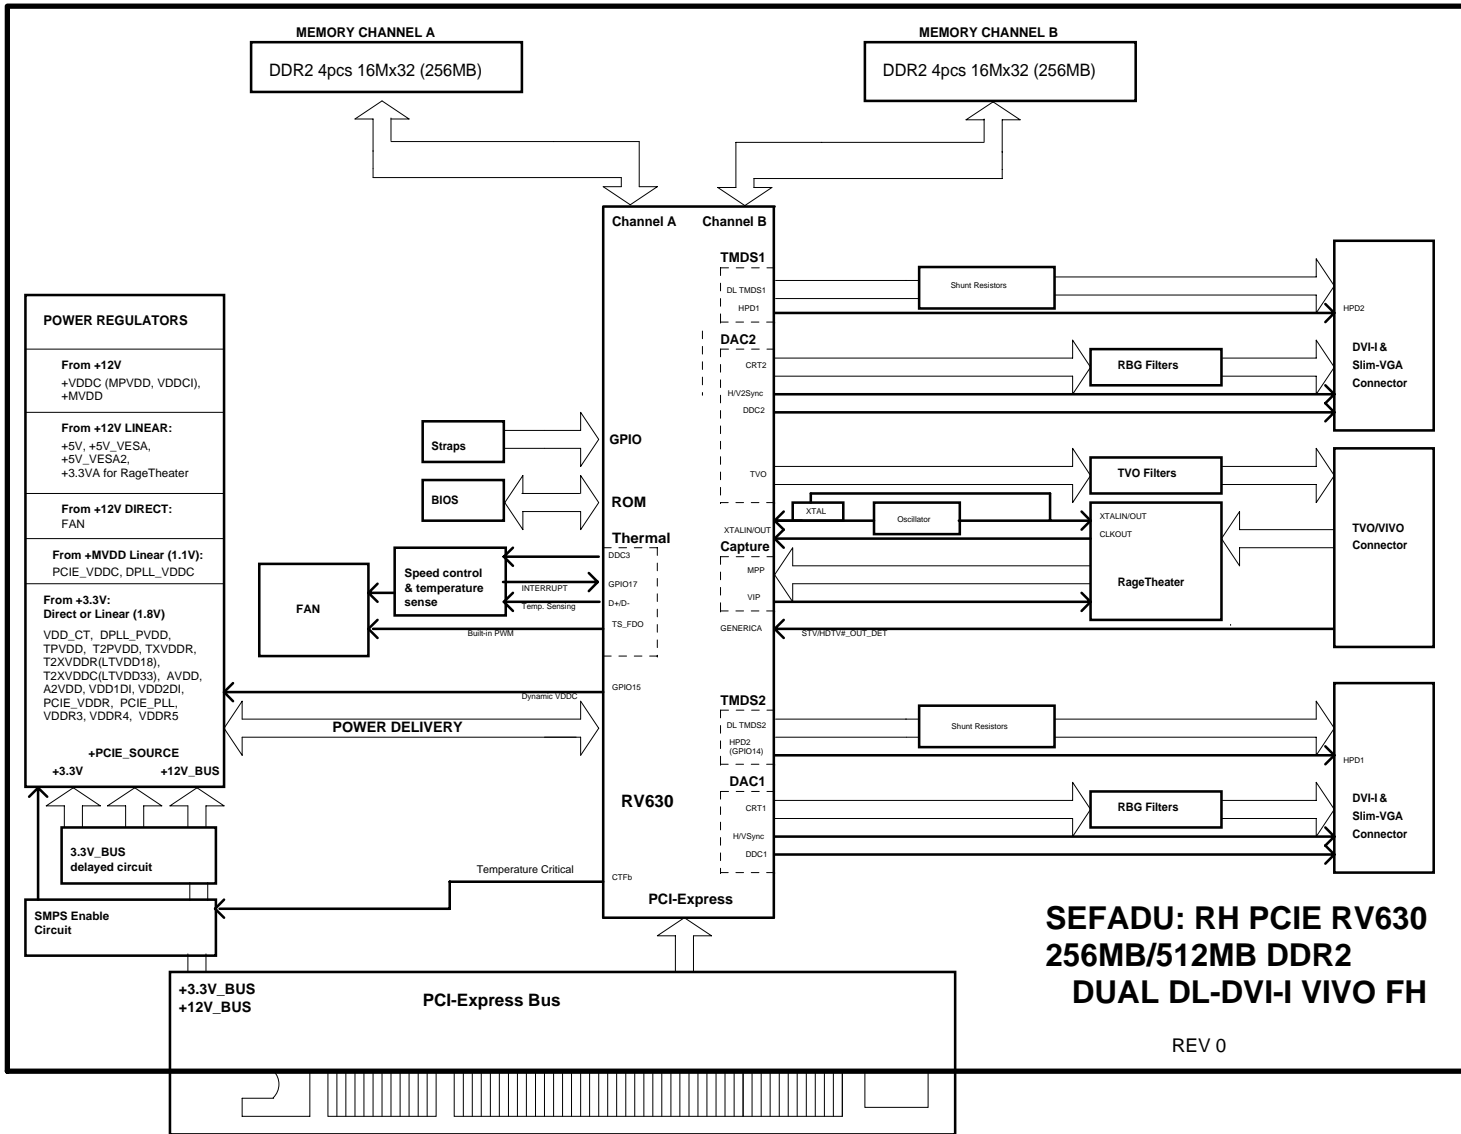 MEMORY CHANNEL A
DDR2 4pcs 16Mx32 (256MB)
MEMORY CHANNEL B
DDR2 4pcs 16Mx32 (256MB)
Channel A
Channel B
TMDS1
DL TMDS1
HPD1
DAC2
CRT2
H/V2Sync
DDC2
TVO
XTALIN/OUT
Capture
MPP
VIP
GENERICA
TMDS2
DL TMDS2
HPD2
(GPIO14)
DAC1
CRT1
H/VSync
DDC1
GPIO
ROM
Thermal
DDC3
GPIO17
D+/D-
TS_FDO
GPIO15
RV630
CTFb
PCI-Express
POWER REGULATORS
From +12V
+VDDC (MPVDD, VDDCI),
+MVDD
From +12V LINEAR:
+5V, +5V_VESA,
+5V_VESA2,
+3.3VA for RageTheater
From +12V DIRECT:
FAN
From +MVDD Linear (1.1V):
PCIE_VDDC, DPLL_VDDC
From +3.3V:
Direct or Linear (1.8V)
VDD_CT, DPLL_PVDD,
TPVDD, T2PVDD, TXVDDR,
T2XVDDR(LTVDD18),
T2XVDDC(LTVDD33), AVDD,
A2VDD, VDD1DI, VDD2DI,
PCIE_VDDR, PCIE_PLL,
VDDR3, VDDR4, VDDR5
+PCIE_SOURCE
+3.3V
+12V_BUS
3.3V_BUS
delayed circuit
SMPS Enable
Circuit
Straps
BIOS
Speed control
& temperature
sense
FAN
INTERRUPT
Temp. Sensing
Built-in PWM
Dynamic VDDC
POWER DELIVERY
Temperature Critical
Shunt Resistors
RBG Filters
TVO Filters
XTAL
Oscillator
XTALIN/OUT
CLKOUT
RageTheater
STV/HDTV#_OUT_DET
Shunt Resistors
RBG Filters
HPD2
DVI-I &
Slim-VGA
Connector
TVO/VIVO
Connector
HPD1
DVI-I &
Slim-VGA
Connector
+3.3V_BUS
+12V_BUS
PCI-Express Bus
SEFADU: RH PCIE RV630
256MB/512MB DDR2
DUAL DL-DVI-I VIVO FH
REV 0